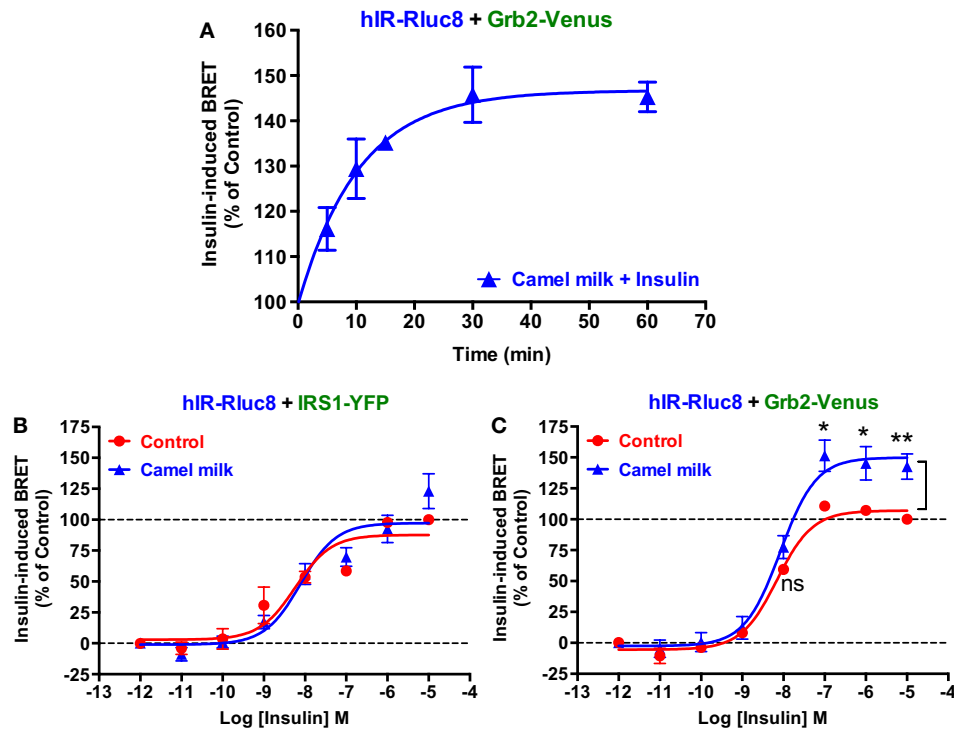 A
hIR-Rluc8 + Grb2-Venus
Insulin-induced BRET
(% of Control)
160
150
140
130
120
110
100
Camel milk + Insulin
0 10 20 30 40 50 60 70
Time (min)
B
hIR-Rluc8 + IRS1-YFP
Insulin-induced BRET
(% of Control)
175
150
125
100
75
50
25
0
-25
Control
Camel milk
-13 -12 -11 -10 -9 -8 -7 -6 -5 -4
Log [Insulin] M
C
hIR-Rluc8 + Grb2-Venus
Insulin-induced BRET
(% of Control)
175
150
125
100
75
50
25
0
-25
Control
Camel milk
* * **
ns
-13 -12 -11 -10 -9 -8 -7 -6 -5 -4
Log [Insulin] M